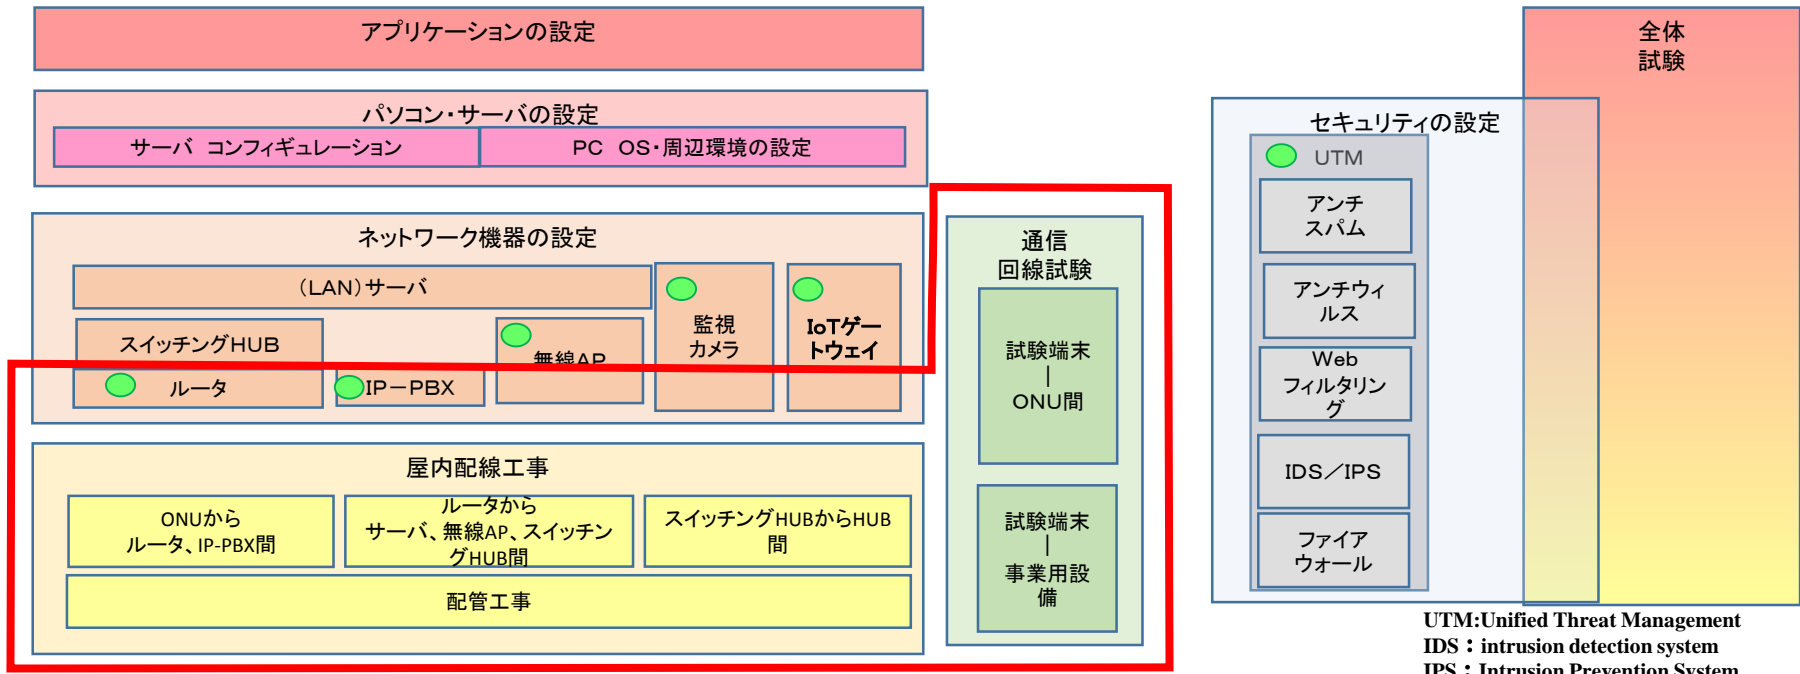 アプリケーションの設定
パソコン・サーバの設定
サーバ コンフィギュレーション
PC OS・周辺環境の設定
ネットワーク機器の設定
(LAN)サーバ
スイッチングHUB
ルータ
IP－PBX
無線AP
監視
カメラ
IoTゲー
トウェイ
屋内配線工事
ONUから
ルータ、IP-PBX間
ルータから
サーバ、無線AP、スイッチン
グHUB間
スイッチングHUBからHUB
間
配管工事
通信
回線試験
試験端末
｜
ONU間
試験端末
｜
事業用設
備
セキュリティの設定
UTM
アンチ
スパム
アンチウィ
ルス
Web
フィルタリン
グ
IDS／IPS
ファイア
ウォール
全体
試験
UTM:Unified Threat Management
IDS：intrusion detection system
IPS：Intrusion Prevention System